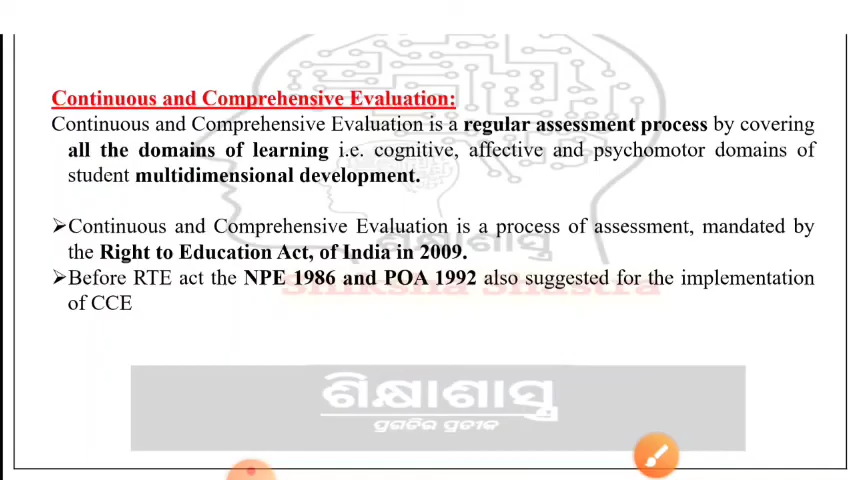 Continuous and Comprehensive Evaluation:
Continuous and Comprehensive Evaluation is a regular assessment process by covering
all the domains of learning i.e. cognitive, affective and psychomotor domains of
student multidimensional development.
➢Continuous and Comprehensive Evaluation is a process of assessment, mandated by
ଶିକ୍ଷାଶାସ୍ତ୍ର
the Right to Education Act, of India in 2009.
➢Before RTE act the NPE 1986 and POA 1992 also suggested for the implementation
Shiksha Shastra
of CCE
ଶିକ୍ଷାଶାସ୍ତ୍ର
ପ୍ରଗତିର ପ୍ରତୀକ